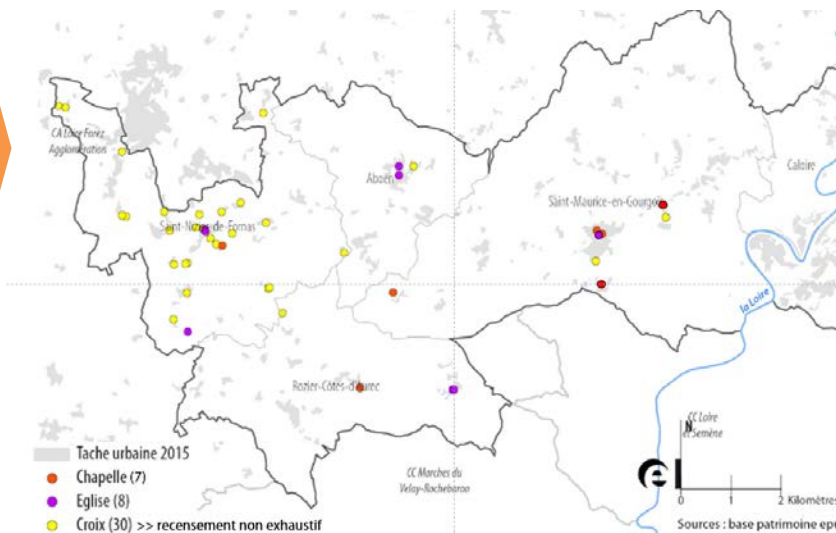 CA Loire Forez
Agglomération
Aboën
Caloire
Saint-Maurice-en-Gourgois
Saint-Nizier-de-Fornas
la Loire
Rozier-Côtes-d'Aurec
CC Loire
et Semène
N
CC Marches du
Velay-Rochebaron
Tache urbaine 2015
Chapelle (7)
Eglise (8)
Croix (30) >> recensement non exhaustif
0 1 2 Kilomètres
Sources : base patrimoine epu